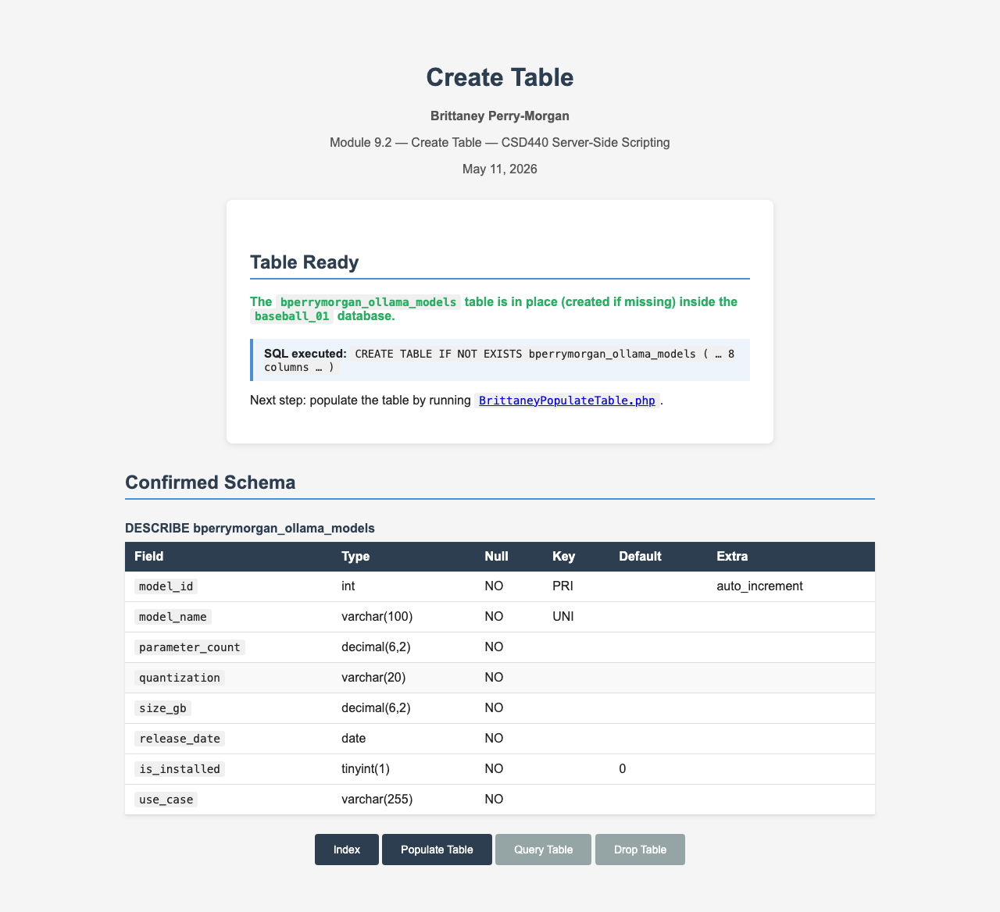 Create Table
Brittaney Perry-Morgan
Module 9.2 — Create Table — CSD440 Server-Side Scripting
May 11, 2026
Table Ready
The bperrymorgan_ollama_models table is in place (created if missing) inside the
baseball_01 database.
SQL executed: CREATE TABLE IF NOT EXISTS bperrymorgan_ollama_models ( … 8
columns … )
Next step: populate the table by running BrittaneyPopulateTable.php.
Confirmed Schema
DESCRIBE bperrymorgan_ollama_models
Field Type Null Key Default Extra
model_id int NO PRI auto_increment
model_name varchar(100) NO UNI
parameter_count decimal(6,2) NO
quantization varchar(20) NO
size_gb decimal(6,2) NO
release_date date NO
is_installed tinyint(1) NO 0
use_case varchar(255) NO
Index Populate Table Query Table Drop Table